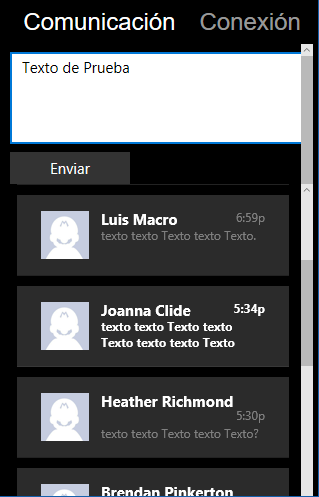 Comunicación Conexión
Texto de Prueba
Enviar
Luis Macro 6:59p
texto texto Texto texto Texto.
Joanna Clide 5:34p
texto texto Texto texto
Texto texto texto Texto
Heather Richmond
5:30p
texto texto Texto texto Texto?
Brendan Pinkerton